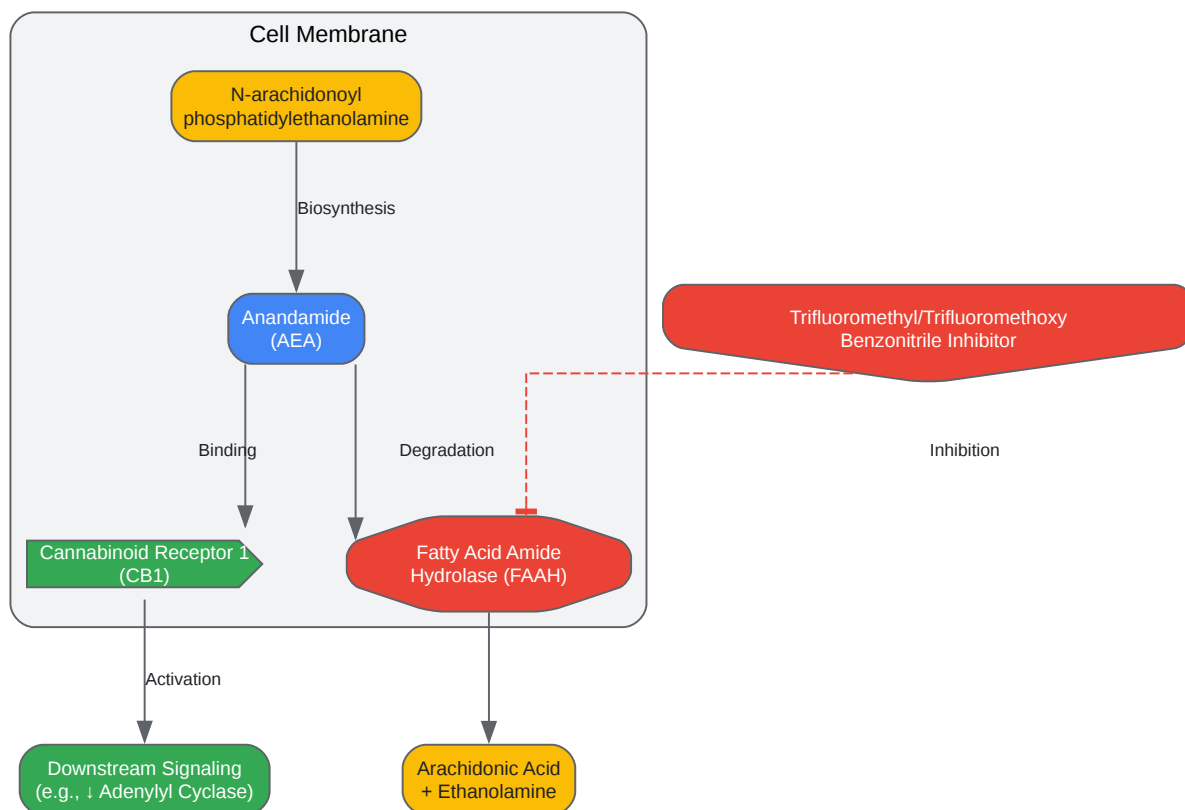 Cell Membrane
N-arachidonoyl
phosphatidylethanolamine
Biosynthesis
Anandamide
(AEA)
Trifluoromethyl/Trifluoromethoxy
Benzonitrile Inhibitor
Binding
Degradation
Inhibition
Cannabinoid Receptor 1
(CB1)
Fatty Acid Amide
Hydrolase (FAAH)
Activation
Downstream Signaling
(e.g., ↓ Adenylyl Cyclase)
Arachidonic Acid
+ Ethanolamine